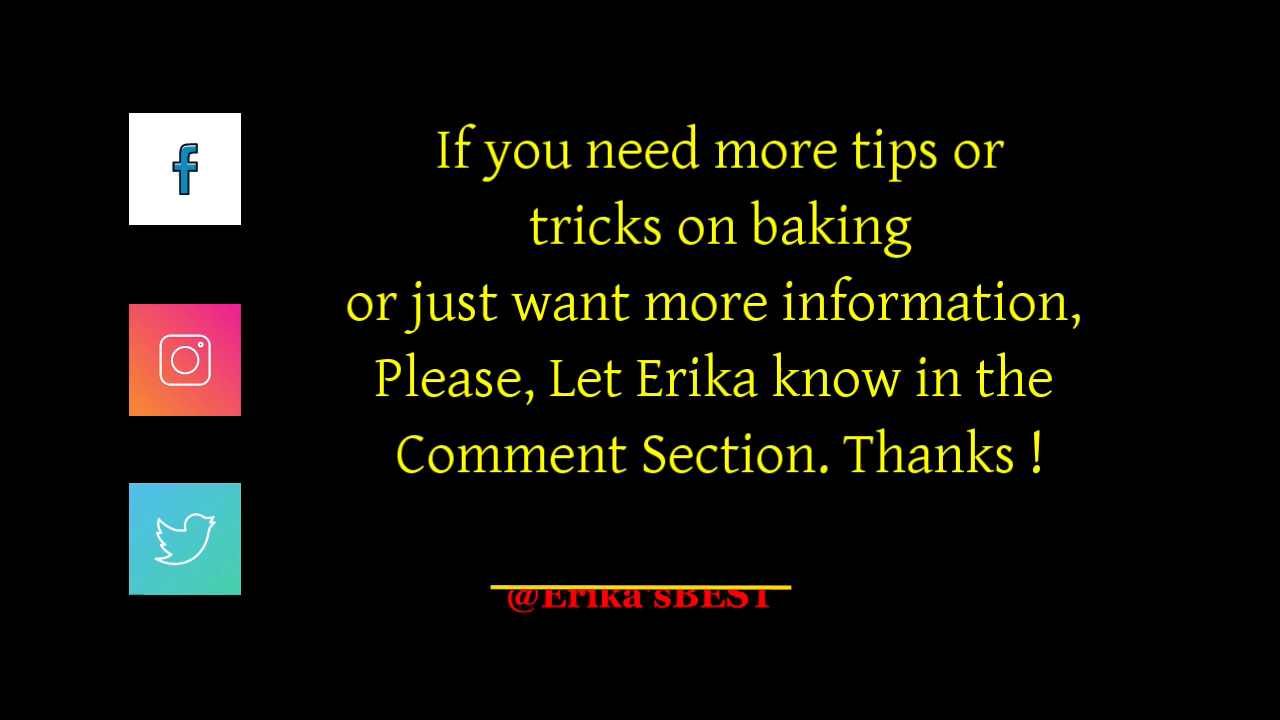 If you need more tips or
tricks on baking
or just want more information,
Please, Let Erika know in the
Comment Section. Thanks !
@Erika'sBEST